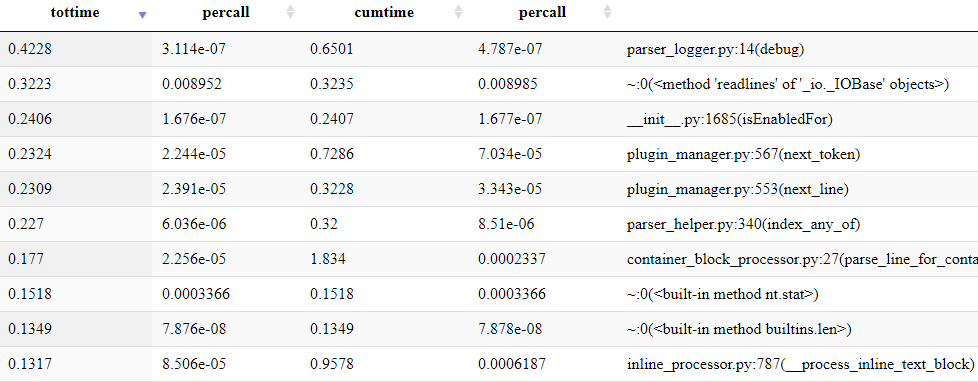 tottime percall cumtime percall
0.4228 3.114e-07 0.6501 4.787e-07 parser_logger.py:14(debug)
0.3223 0.008952 0.3235 0.008985 ~:0(<method 'readlines' of '_io._IOBase' objects>)
0.2406 1.676e-07 0.2407 1.677e-07 __init__.py:1685(isEnabledFor)
0.2324 2.244e-05 0.7286 7.034e-05 plugin_manager.py:567(next_token)
0.2309 2.391e-05 0.3228 3.343e-05 plugin_manager.py:553(next_line)
0.227 6.036e-06 0.32 8.51e-06 parser_helper.py:340(index_any_of)
0.177 2.256e-05 1.834 0.0002337 container_block_processor.py:27(parse_line_for_conta
0.1518 0.0003366 0.1518 0.0003366 ~:0(<built-in method nt.stat>)
0.1349 7.876e-08 0.1349 7.878e-08 ~:0(<built-in method builtins.len>)
0.1317 8.506e-05 0.9578 0.0006187 inline_processor.py:787(__process_inline_text_block)